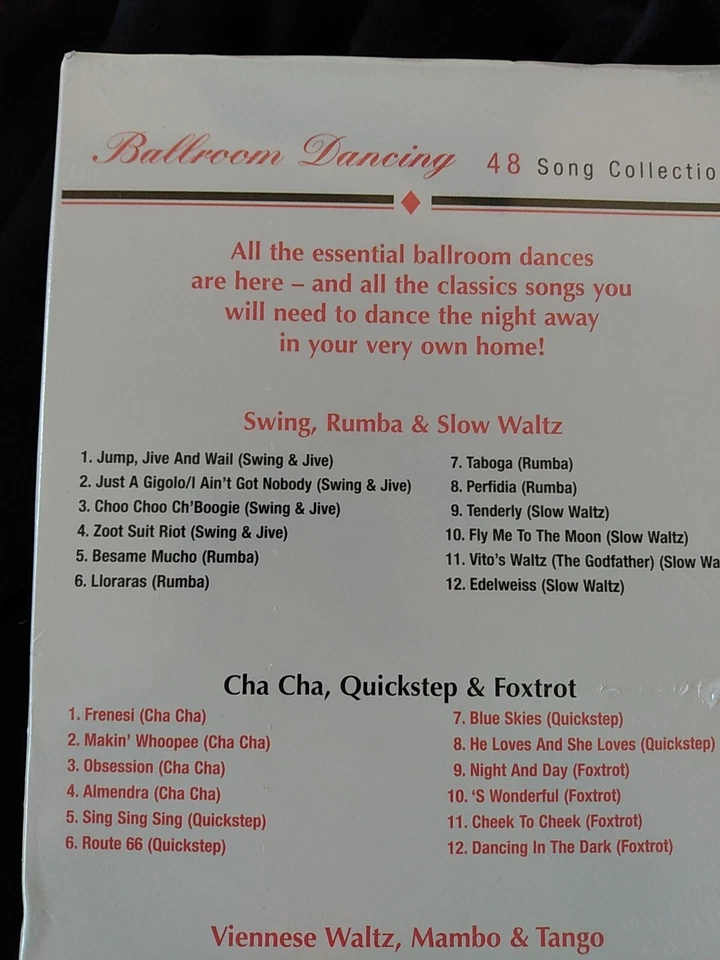 Ballroom Dancing 48 Song Collectio
All the essential ballroom dances
are here – and all the classics songs you
will need to dance the night away
in your very own home!
Swing, Rumba & Slow Waltz
1. Jump, Jive And Wail (Swing & Jive)
2. Just A Gigolo/I Ain't Got Nobody (Swing & Jive)
3. Choo Choo Ch'Boogie (Swing & Jive)
4. Zoot Suit Riot (Swing & Jive)
5. Besame Mucho (Rumba)
6. Lloraras (Rumba)
7. Taboga (Rumba)
8. Perfidia (Rumba)
9. Tenderly (Slow Waltz)
10. Fly Me To The Moon (Slow Waltz)
11. Vito's Waltz (The Godfather) (Slow Wa
12. Edelweiss (Slow Waltz)
Cha Cha, Quickstep & Foxtrot
1. Frenesi (Cha Cha)
2. Makin' Whoopee (Cha Cha)
3. Obsession (Cha Cha)
4. Almendra (Cha Cha)
5. Sing Sing Sing (Quickstep)
6. Route 66 (Quickstep)
7. Blue Skies (Quickstep)
8. He Loves And She Loves (Quickstep)
9. Night And Day (Foxtrot)
10. 'S Wonderful (Foxtrot)
11. Cheek To Cheek (Foxtrot)
12. Dancing In The Dark (Foxtrot)
Viennese Waltz, Mambo & Tango